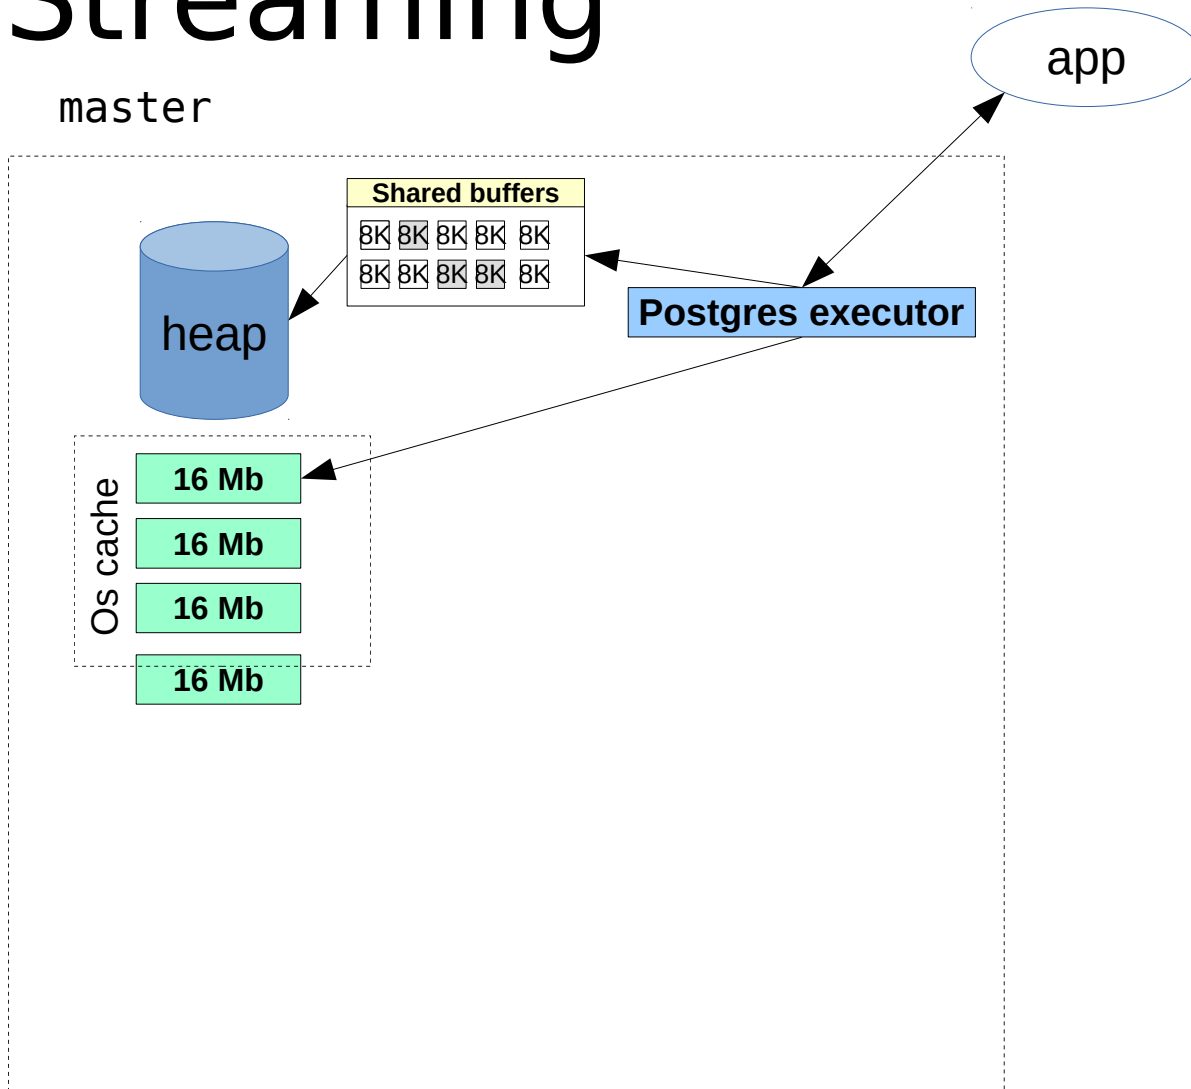 Streaming
app
master
Shared buffers
8K 8K 8K 8K 8K
8K 8K 8K 8K 8K
Postgres executor
heap
Os cache
16 Mb
16 Mb
16 Mb
16 Mb